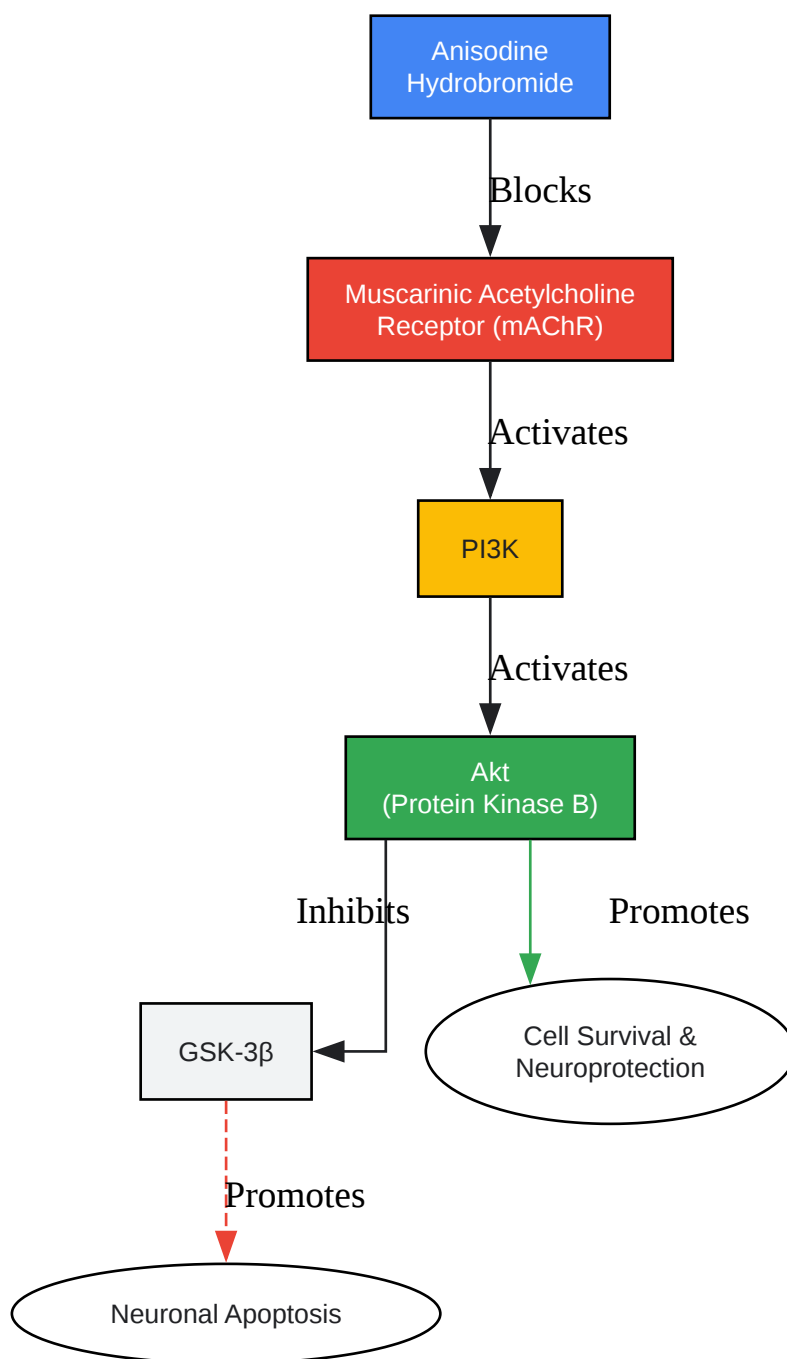 Anisodine
Hydrobromide
Blocks
Muscarinic Acetylcholine
Receptor (mAChR)
Activates
PI3K
Activates
Akt
(Protein Kinase B)
Inhibits
Promotes
GSK-3β
Cell Survival &
Neuroprotection
Promotes
Neuronal Apoptosis